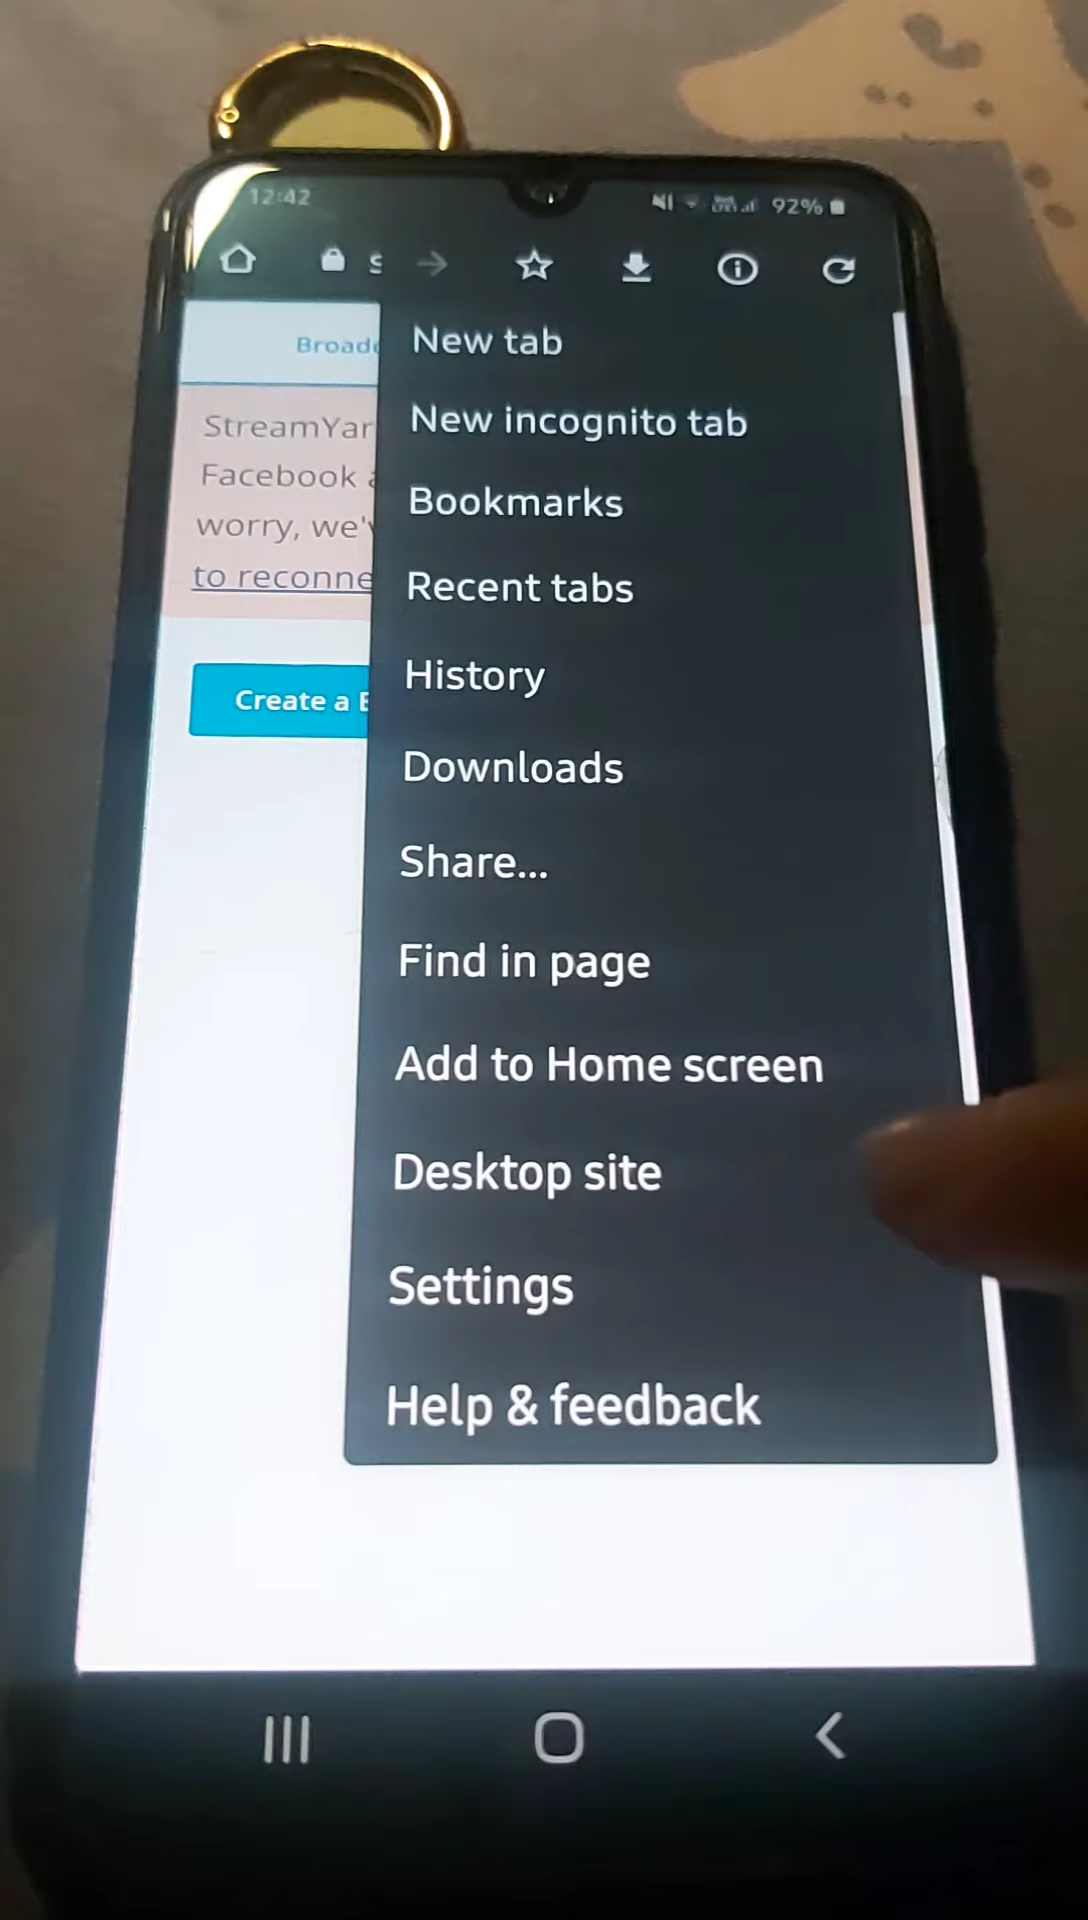 12:42
92%
S
Broad
New tab
StreamYar
New incognito tab
Facebook
Bookmarks
worry, we'
Recent tabs
to reconne
History
Create a
Downloads
Share...
Find in page
Add to Home screen
Desktop site
Settings
Help & feedback